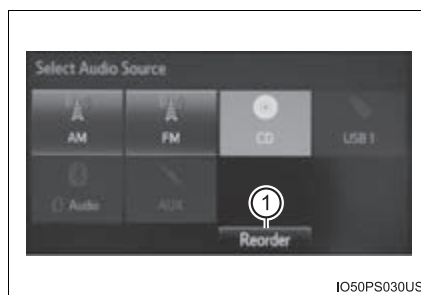 Select Audio Source
AM
FM
CD
USB 1
Audio
AUX
1
Reorder
IO50PS030US